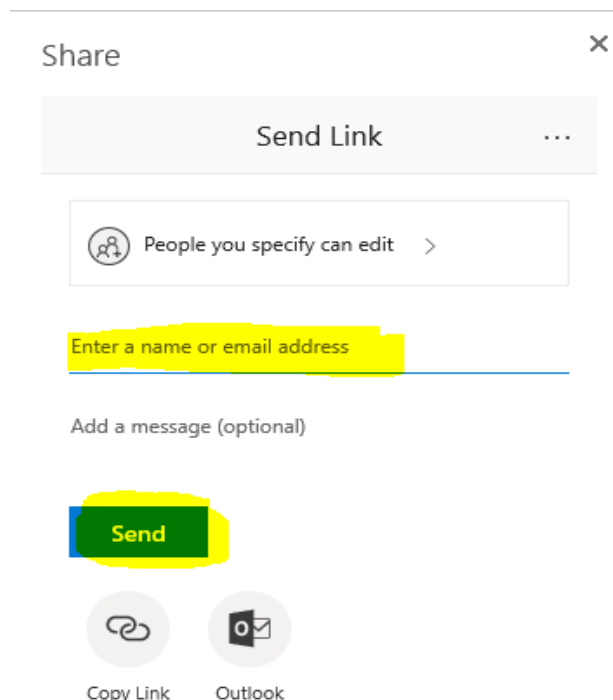 Share
Send Link
People you specify can edit
Enter a name or email address
Add a message (optional)
Send
Copy Link Outlook